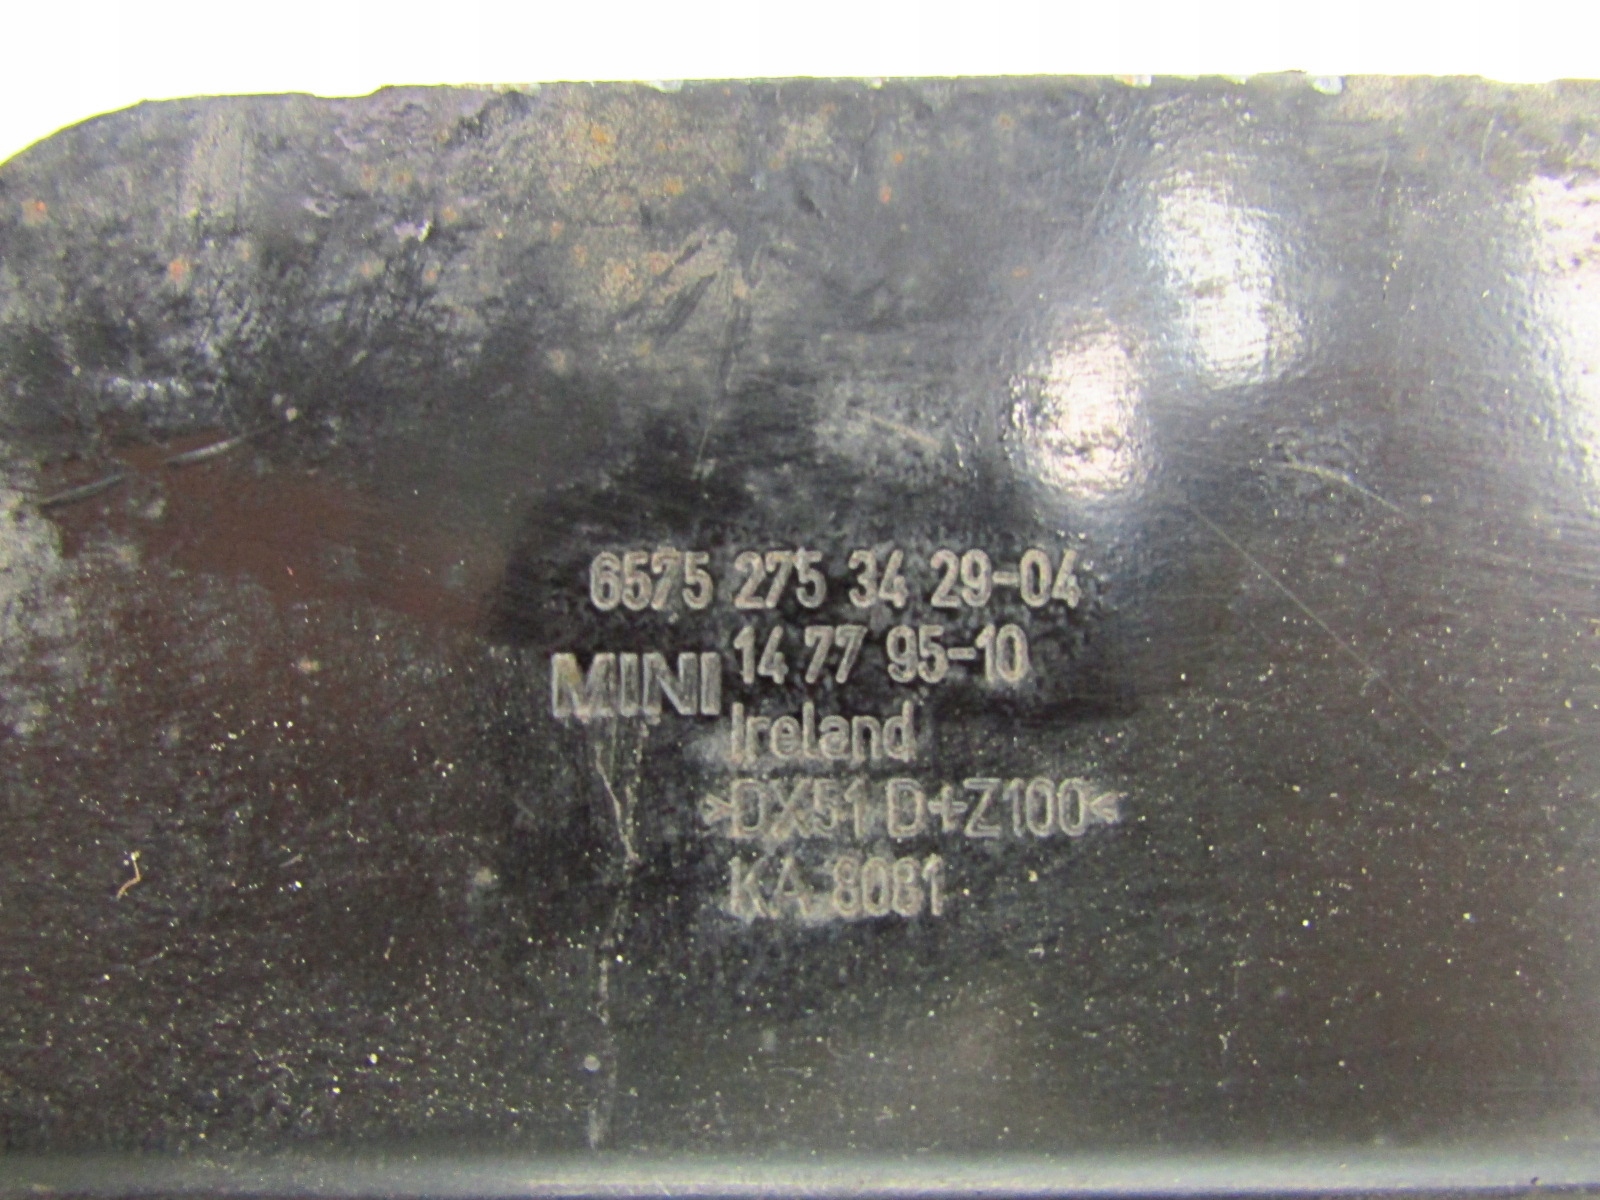 6575 275 34 29-04
MINI 14 77 95-10
Ireland
>DX51 D+Z100<
KA 8081